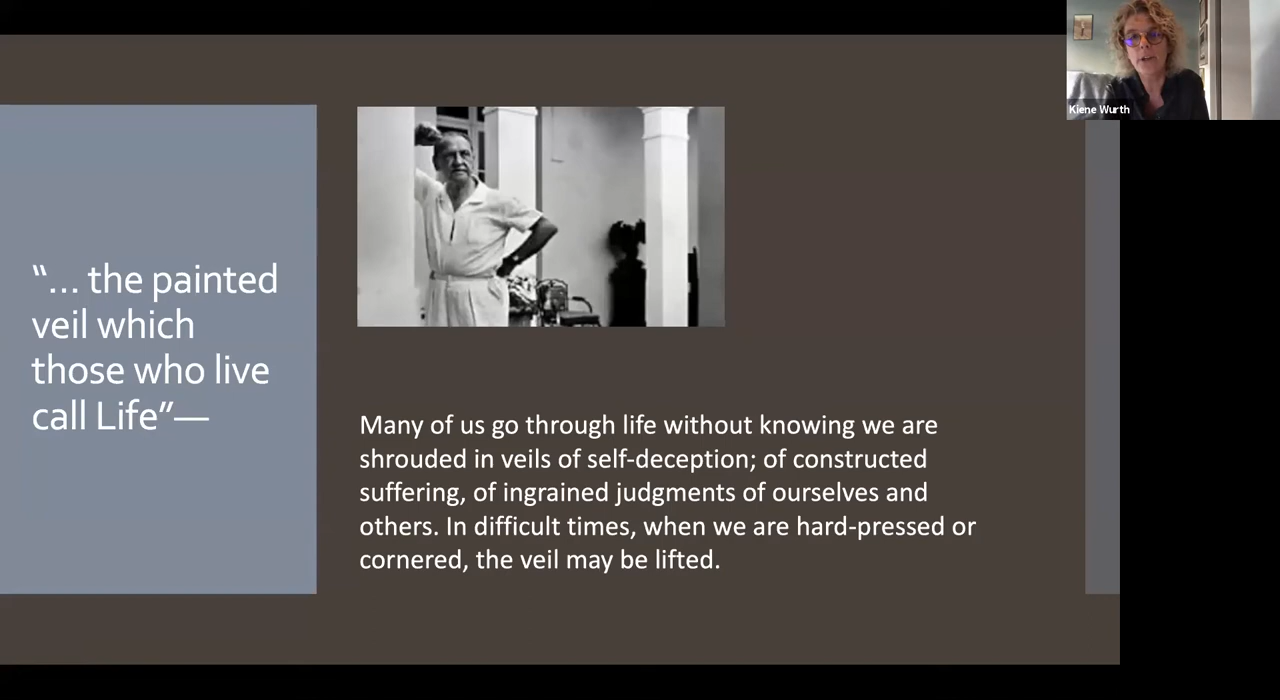 Kiene Wurth
“... the painted
veil which
those who live
call Life”—
Many of us go through life without knowing we are
shrouded in veils of self-deception; of constructed
suffering, of ingrained judgments of ourselves and
others. In difficult times, when we are hard-pressed or
cornered, the veil may be lifted.